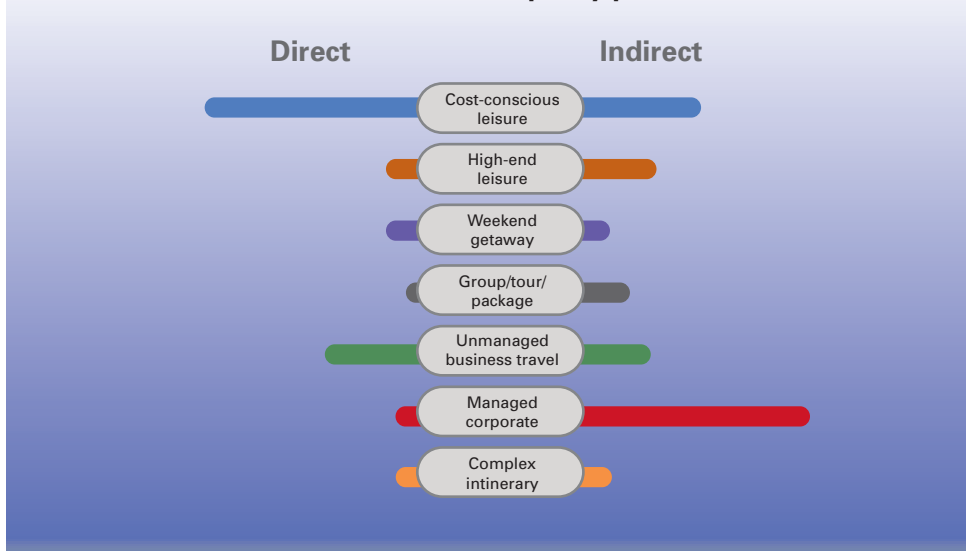 Direct
Indirect
Cost-conscious
leisure
High-end
leisure
Weekend
getaway
Group/tour/
package
Unmanaged
business travel
Managed
corporate
Complex
intinerary